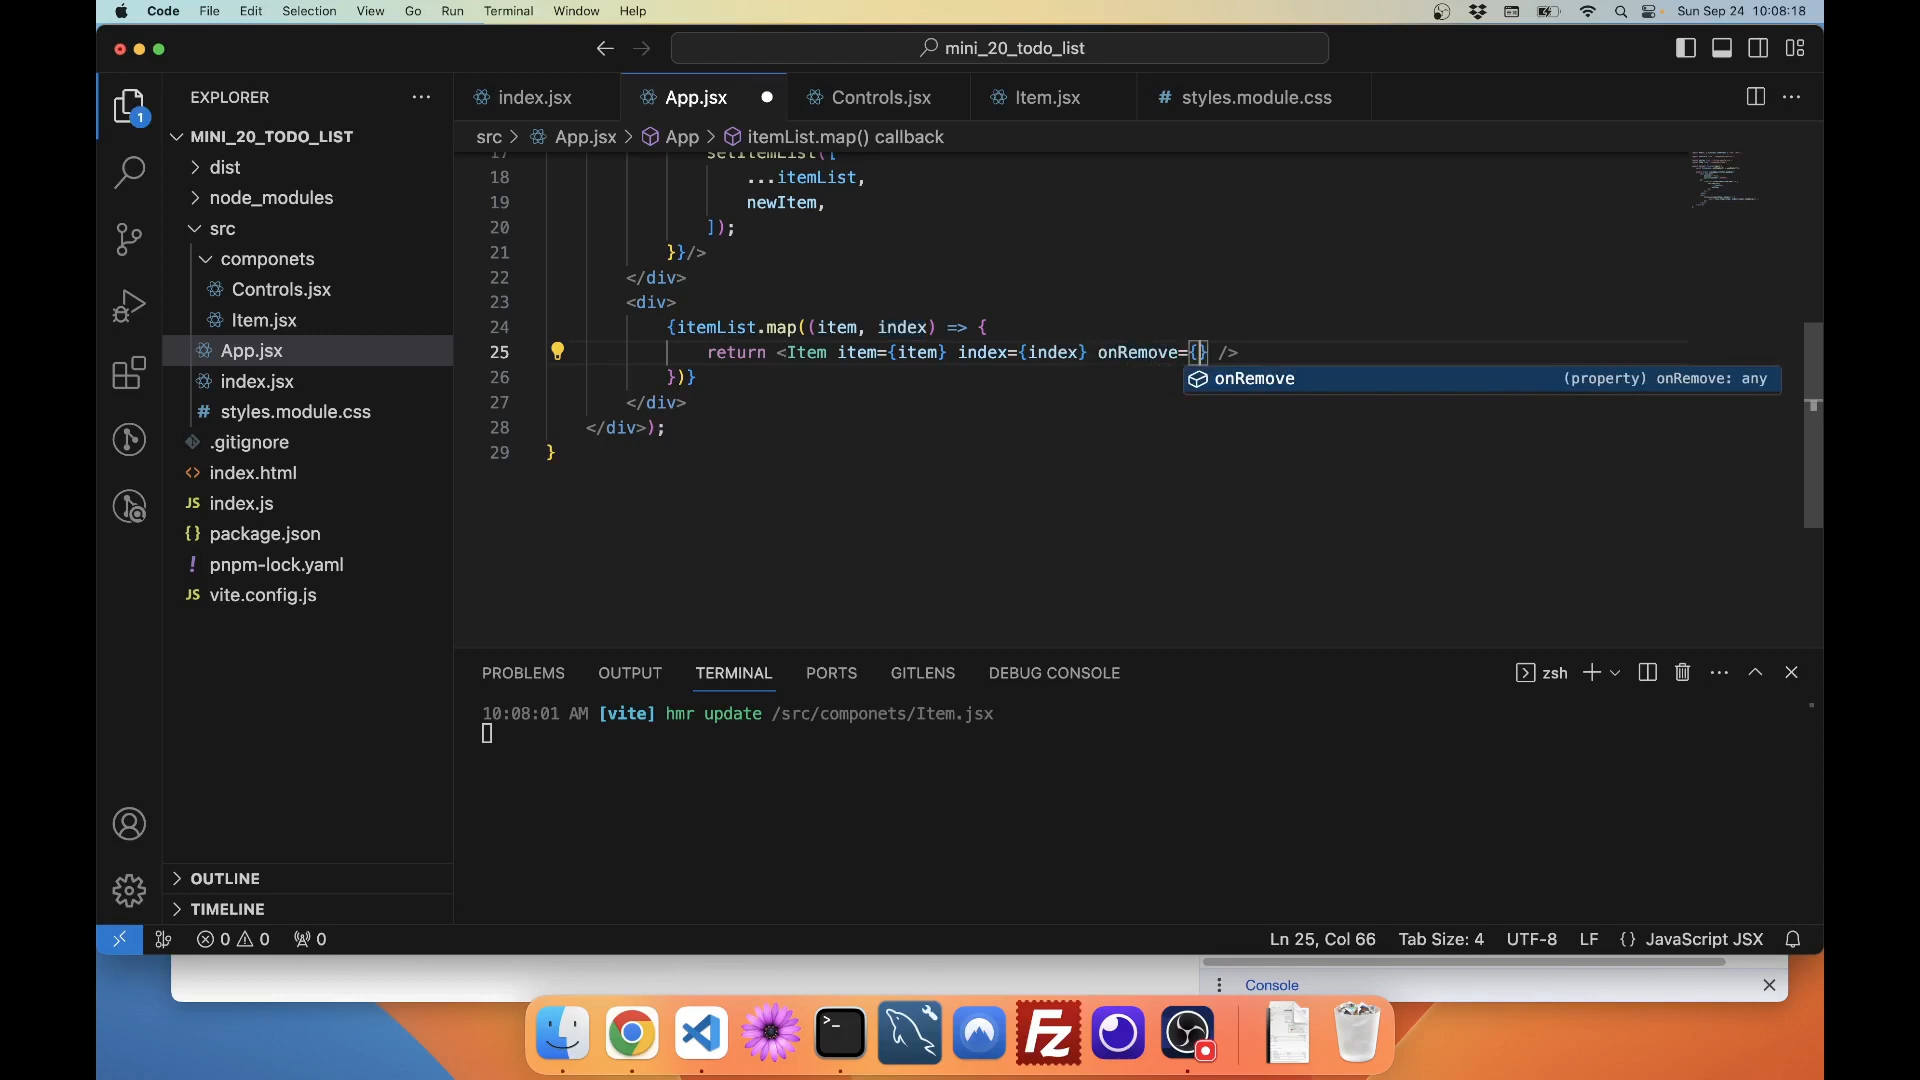 Code File Edit Selection View Go Run Terminal Window Help Sun Sep 24 10:08:18
mini_20_todo_list
EXPLORER
index.jsx App.jsx Controls.jsx Item.jsx # styles.module.css
src > App.jsx > App > itemList.map() callback
MINI_20_TODO_LIST
dist
node_modules
src
componets
Controls.jsx
Item.jsx
App.jsx
index.jsx
# styles.module.css
.gitignore
<> index.html
JS index.js
{} package.json
! pnpm-lock.yaml
JS vite.config.js
OUTLINE
TIMELINE
17 setItemList([
18 ...itemList,
19 newItem,
20 ]);
21 }}/>
22 </div>
23 <div>
24 {itemList.map((item, index) => {
25 return <Item item={item} index={index} onRemove={} />
onRemove (property) onRemove: any
26 })}
27 </div>
28 </div>);
29 }
PROBLEMS OUTPUT TERMINAL PORTS GITLENS DEBUG CONSOLE zsh
10:08:01 AM [vite] hmr update /src/componets/Item.jsx
0 0 0 Ln 25, Col 66 Tab Size: 4 UTF-8 LF {} JavaScript JSX
1
Console
Fz